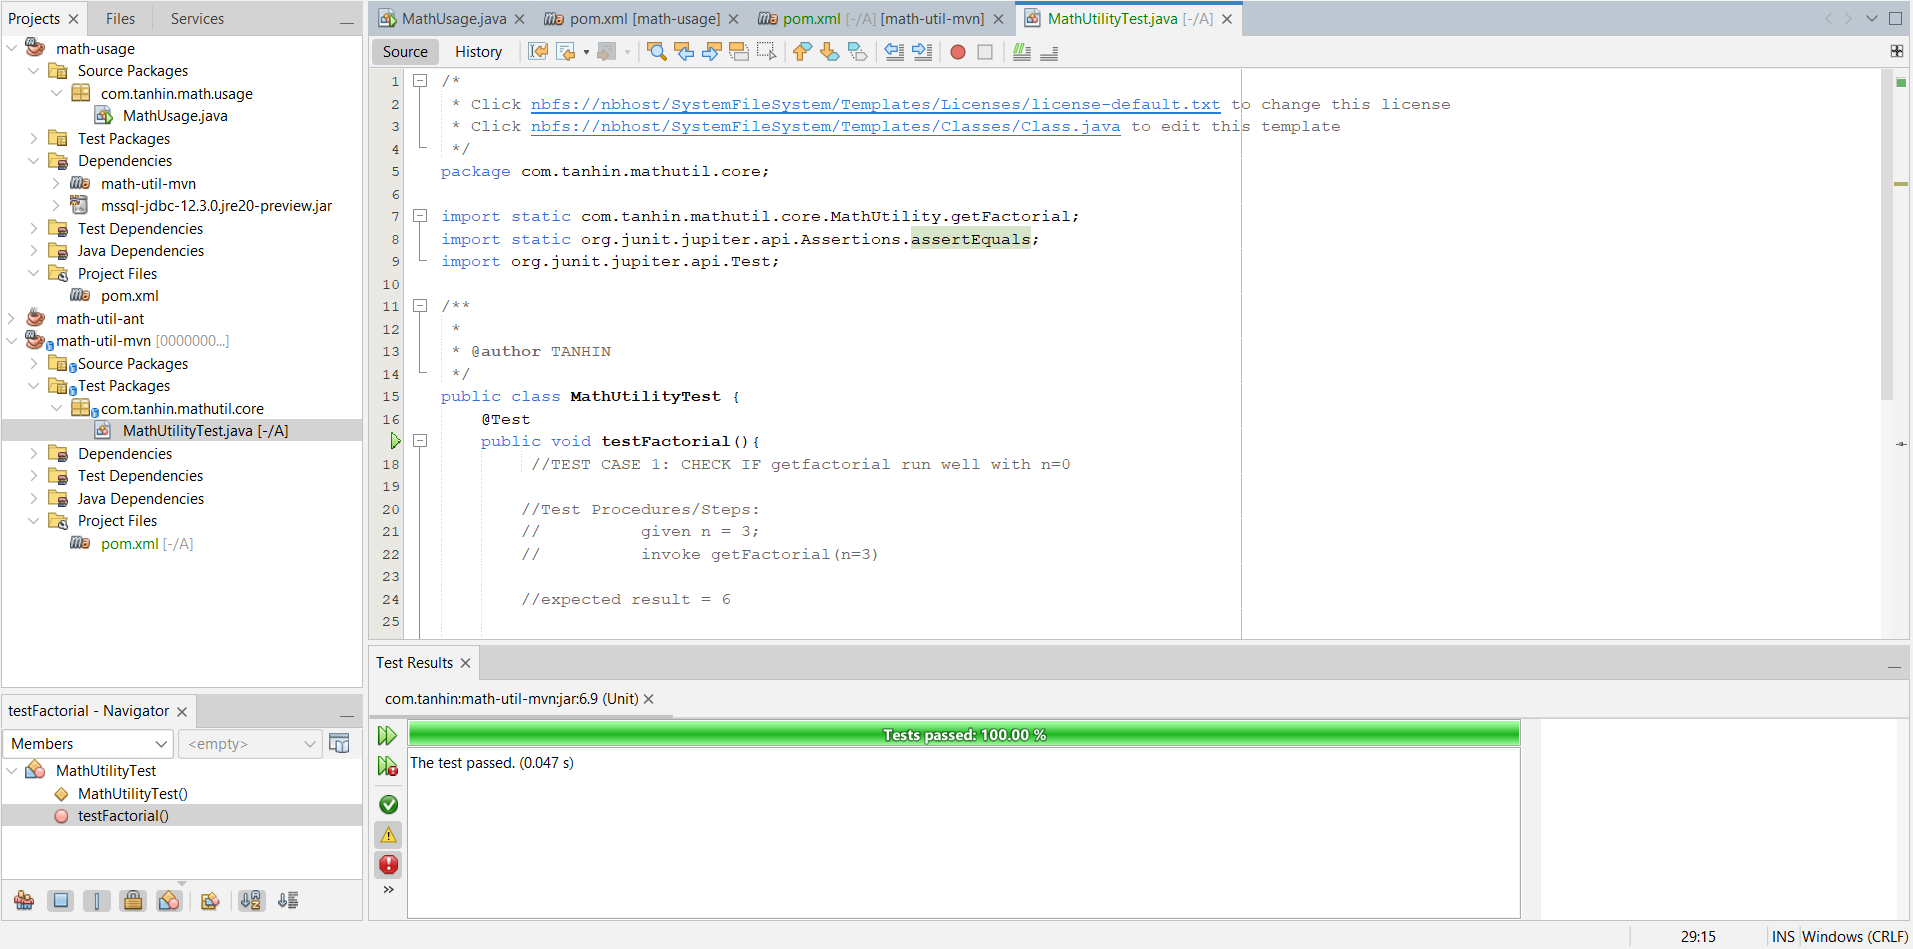 Projects Files Services
math-usage
Source Packages
com.tanhin.math.usage
MathUsage.java
Test Packages
Dependencies
math-util-mvn
mssql-jdbc-12.3.0.jre20-preview.jar
Test Dependencies
Java Dependencies
Project Files
pom.xml
math-util-ant
math-util-mvn [0000000...]
Source Packages
Test Packages
com.tanhin.mathutil.core
MathUtilityTest.java [-/A]
Dependencies
Test Dependencies
Java Dependencies
Project Files
pom.xml [-/A]
testFactorial - Navigator
Members <empty>
MathUtilityTest
MathUtilityTest()
testFactorial()
MathUsage.java pom.xml [math-usage] pom.xml [-/A] [math-util-mvn] MathUtilityTest.java [-/A]
Source History
1 /*
2 * Click nbfs://nbhost/SystemFileSystem/Templates/Licenses/license-default.txt to change this license
3 * Click nbfs://nbhost/SystemFileSystem/Templates/Classes/Class.java to edit this template
4 */
5 package com.tanhin.mathutil.core;
6
7 import static com.tanhin.mathutil.core.MathUtility.getFactorial;
8 import static org.junit.jupiter.api.Assertions.assertEquals;
9 import org.junit.jupiter.api.Test;
10
11 /**
12 *
13 * @author TANHIN
14 */
15 public class MathUtilityTest {
16 @Test
public void testFactorial(){
18 //TEST CASE 1: CHECK IF getfactorial run well with n=0
19
20 //Test Procedures/Steps:
21 // given n = 3;
22 // invoke getFactorial(n=3)
23
24 //expected result = 6
25
Test Results
com.tanhin:math-util-mvn:jar:6.9 (Unit)
Tests passed: 100.00 %
The test passed. (0.047 s)
29:15 INS Windows (CRLF)